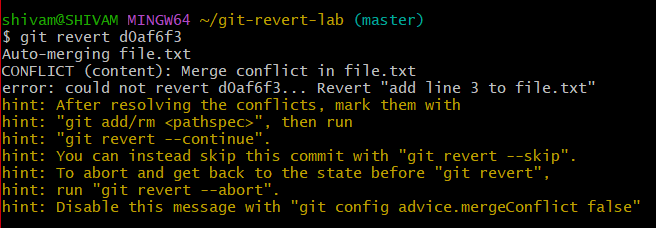 shivam@SHIVAM MINGW64 ~/git-revert-lab (master)
$ git revert d0af6f3
Auto-merging file.txt
CONFLICT (content): Merge conflict in file.txt
error: could not revert d0af6f3... Revert "add line 3 to file.txt"
hint: After resolving the conflicts, mark them with
hint: "git add/rm <pathspec>", then run
hint: "git revert --continue".
hint: You can instead skip this commit with "git revert --skip".
hint: To abort and get back to the state before "git revert",
hint: run "git revert --abort".
hint: Disable this message with "git config advice.mergeConflict false"